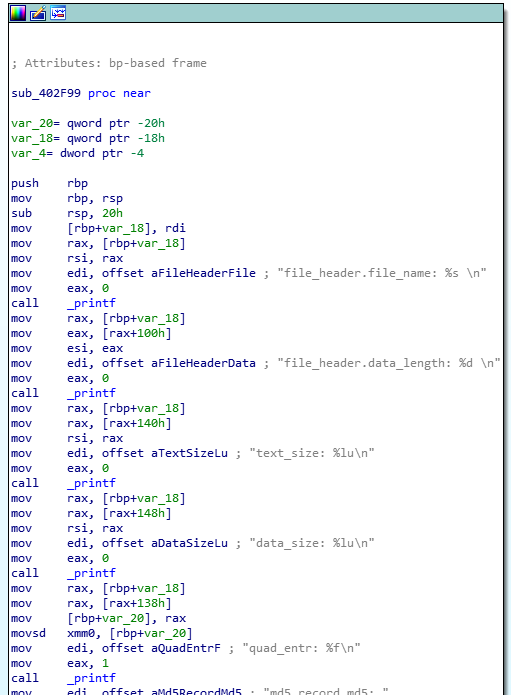 ; Attributes: bp-based frame
sub_402F99 proc near
var_20= qword ptr -20h
var_18= qword ptr -18h
var_4= dword ptr -4
push rbp
mov rbp, rsp
sub rsp, 20h
mov [rbp+var_18], rdi
mov rax, [rbp+var_18]
mov rsi, rax
mov edi, offset aFileHeaderFile ; "file_header.file_name: %s \n"
mov eax, 0
call _printf
mov rax, [rbp+var_18]
mov eax, [rax+100h]
mov esi, eax
mov edi, offset aFileHeaderData ; "file_header.data_length: %d \n"
mov eax, 0
call _printf
mov rax, [rbp+var_18]
mov rax, [rax+140h]
mov rsi, rax
mov edi, offset aTextSizeLu ; "text_size: %lu\n"
mov eax, 0
call _printf
mov rax, [rbp+var_18]
mov rax, [rax+148h]
mov rsi, rax
mov edi, offset aDataSizeLu ; "data_size: %lu\n"
mov eax, 0
call _printf
mov rax, [rbp+var_18]
mov rax, [rax+138h]
mov [rbp+var_20], rax
movsd xmm0, [rbp+var_20]
mov edi, offset aQuadEntrF ; "quad_entr: %f\n"
mov eax, 1
call _printf
mov edi, offset aMd5RecordMd5 ; "md5_record_md5: "